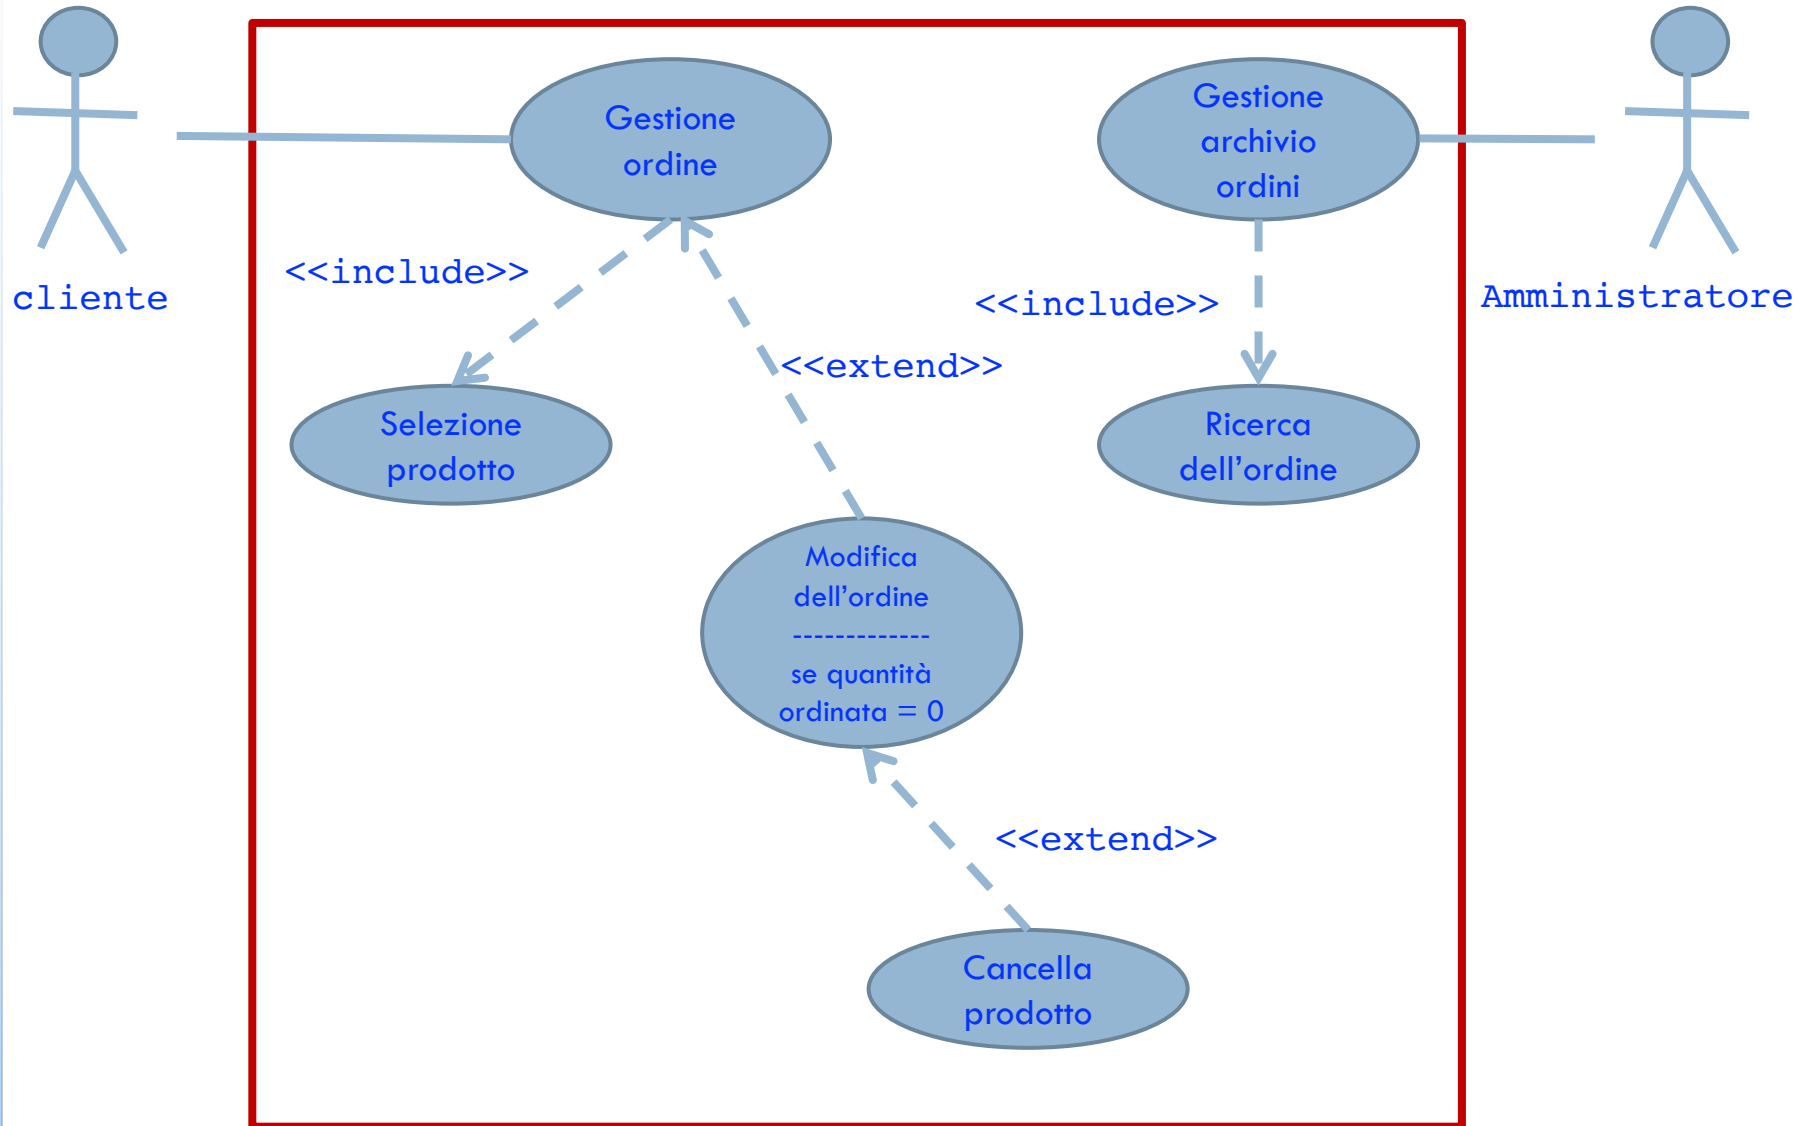 Gestione
ordine
Gestione
archivio
ordini
<<include>>
cliente
<<include>>
Amministratore
<<extend>>
Selezione
prodotto
Ricerca
dell’ordine
Modifica
dell’ordine
-------------
se quantità
ordinata = 0
<<extend>>
Cancella
prodotto